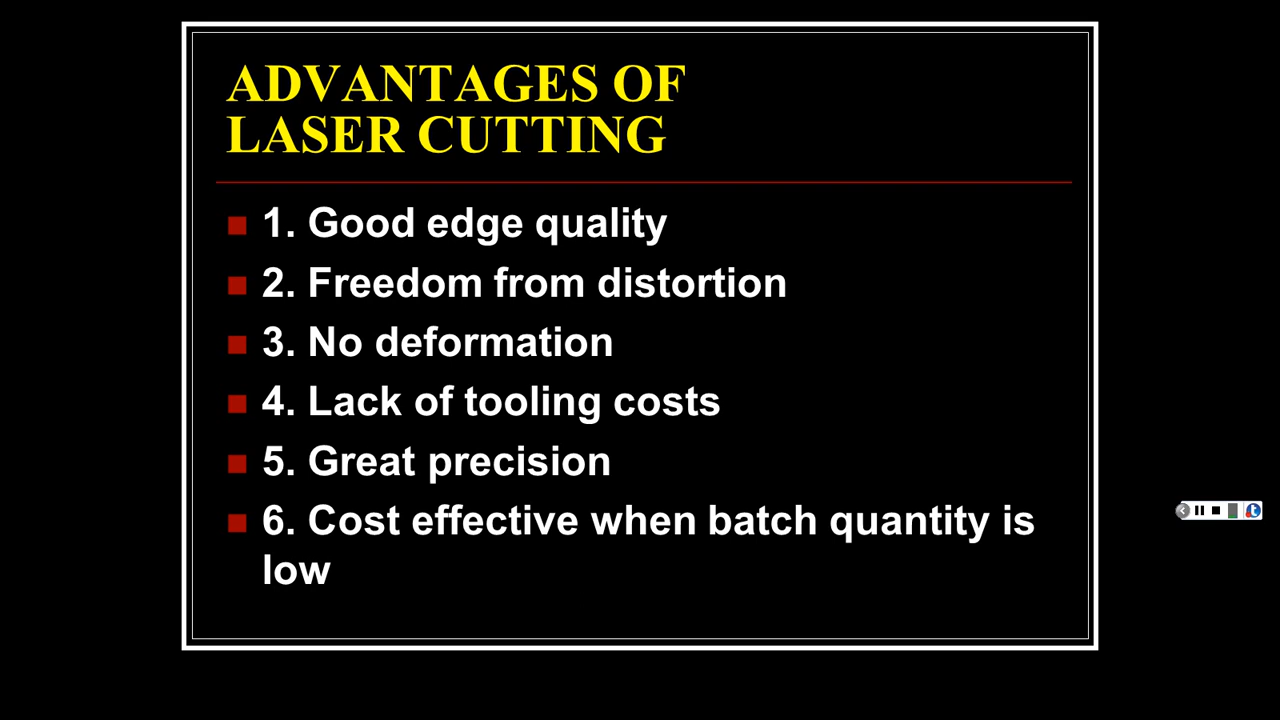 ADVANTAGES OF
LASER CUTTING
1. Good edge quality
2. Freedom from distortion
3. No deformation
4. Lack of tooling costs
5. Great precision
6. Cost effective when batch quantity is
low